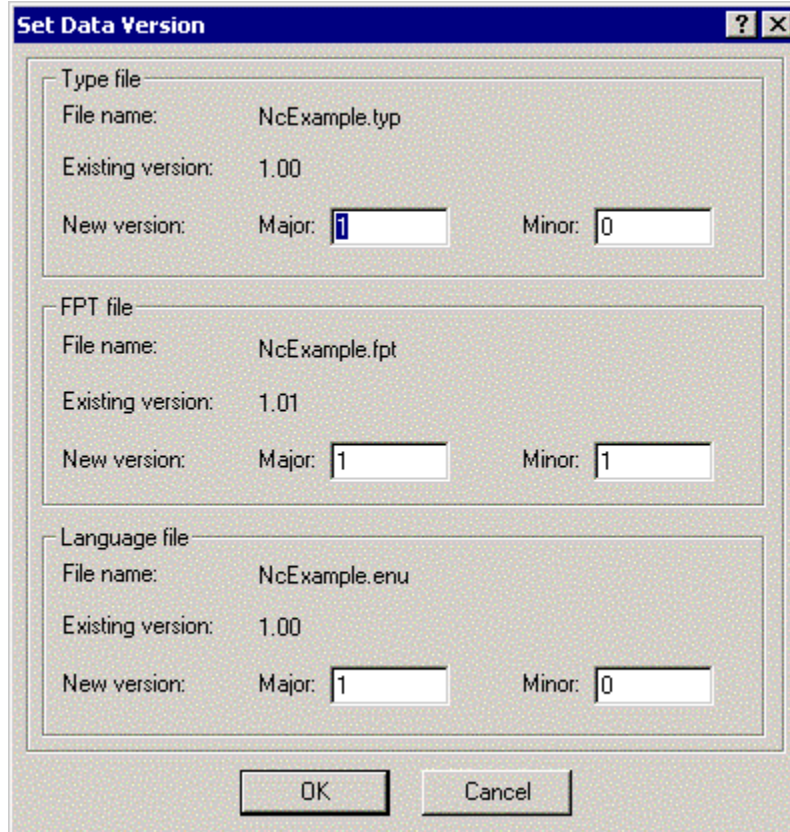 Set Data Version
Type file
File name: NcExample.typ
Existing version: 1.00
New version: Major: 1 Minor: 0
FPT file
File name: NcExample.fpt
Existing version: 1.01
New version: Major: 1 Minor: 1
Language file
File name: NcExample.enu
Existing version: 1.00
New version: Major: 1 Minor: 0
OK Cancel